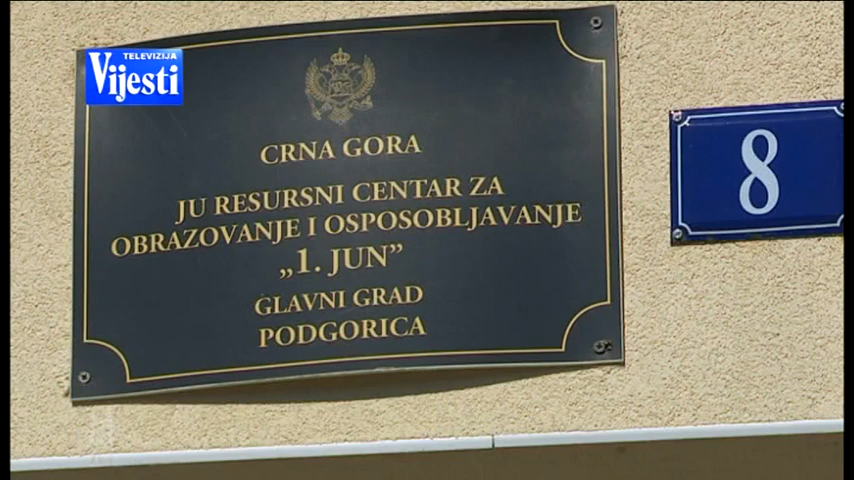 TELEVIZIJA
Vijesti
CRNA GORA
JU RESURSNI CENTAR ZA
OBRAZOVANJE I OSPOSOBLJAVANJE
„1. JUN”
GLAVNI GRAD
PODGORICA
8